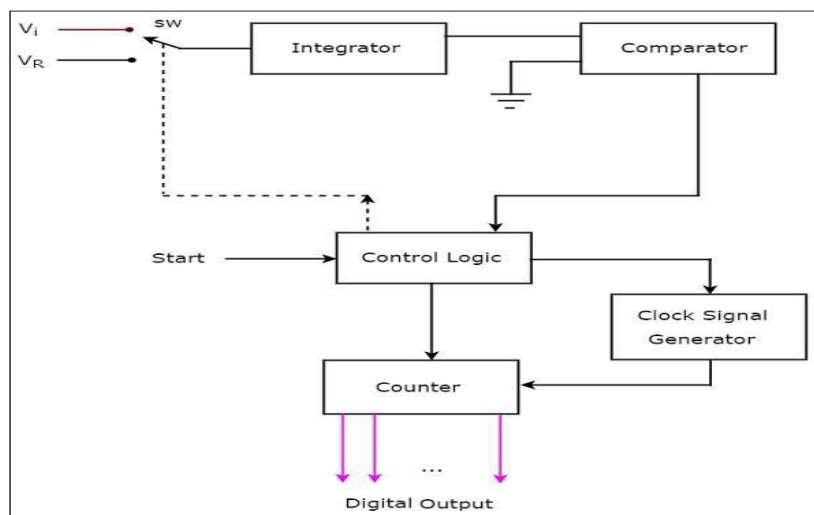 Vi
SW
VR
Integrator
Comparator
Start
Control Logic
Clock Signal
Generator
Counter
...
Digital Output